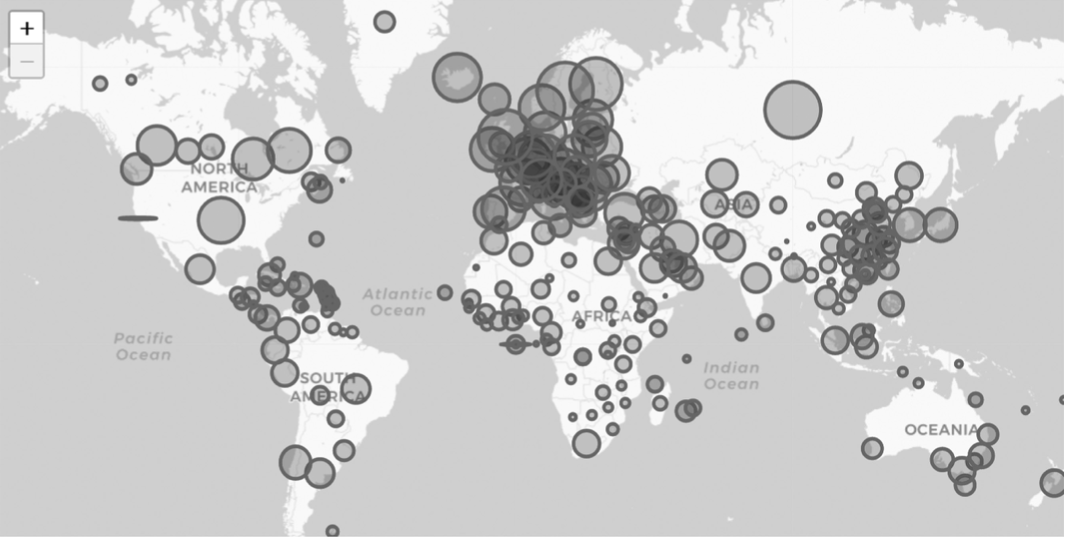 +
−
NORTH
AMERICA
ASIA
Atlantic
Ocean
AFRICA
Pacific
Ocean
Indian
Ocean
SOUTH
AMERICA
OCEANIA